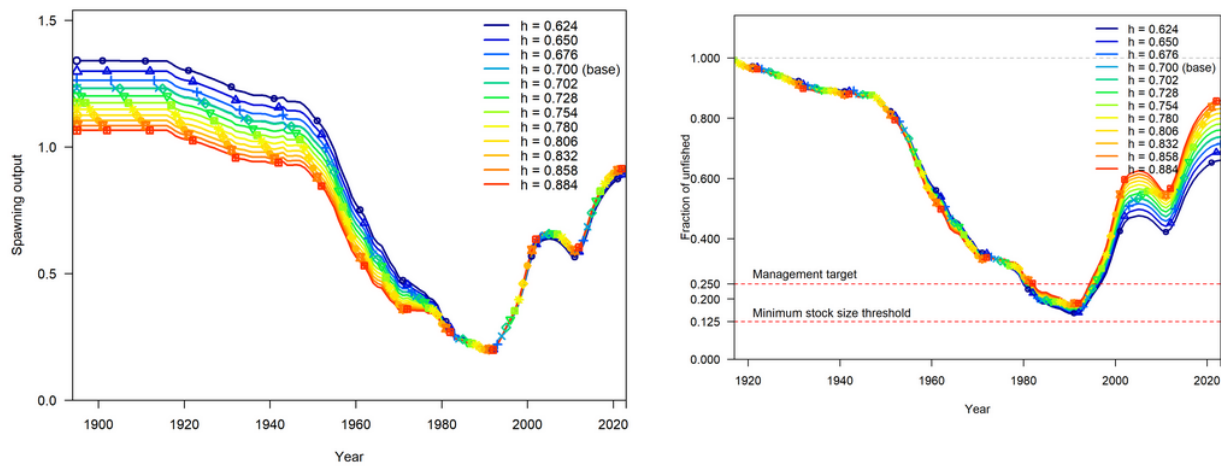 Spawning output
1.5
1.0
0.5
0.0
h = 0.624
h = 0.650
h = 0.676
h = 0.700 (base)
h = 0.702
h = 0.728
h = 0.754
h = 0.780
h = 0.806
h = 0.832
h = 0.858
h = 0.884
1900 1920 1940 1960 1980 2000 2020
Year
Fraction of unfished
1.000
0.800
0.600
0.400
0.250
0.200
0.125
0.000
h = 0.624
h = 0.650
h = 0.676
h = 0.700 (base)
h = 0.702
h = 0.728
h = 0.754
h = 0.780
h = 0.806
h = 0.832
h = 0.858
h = 0.884
Management target
Minimum stock size threshold
1920 1940 1960 1980 2000 2020
Year